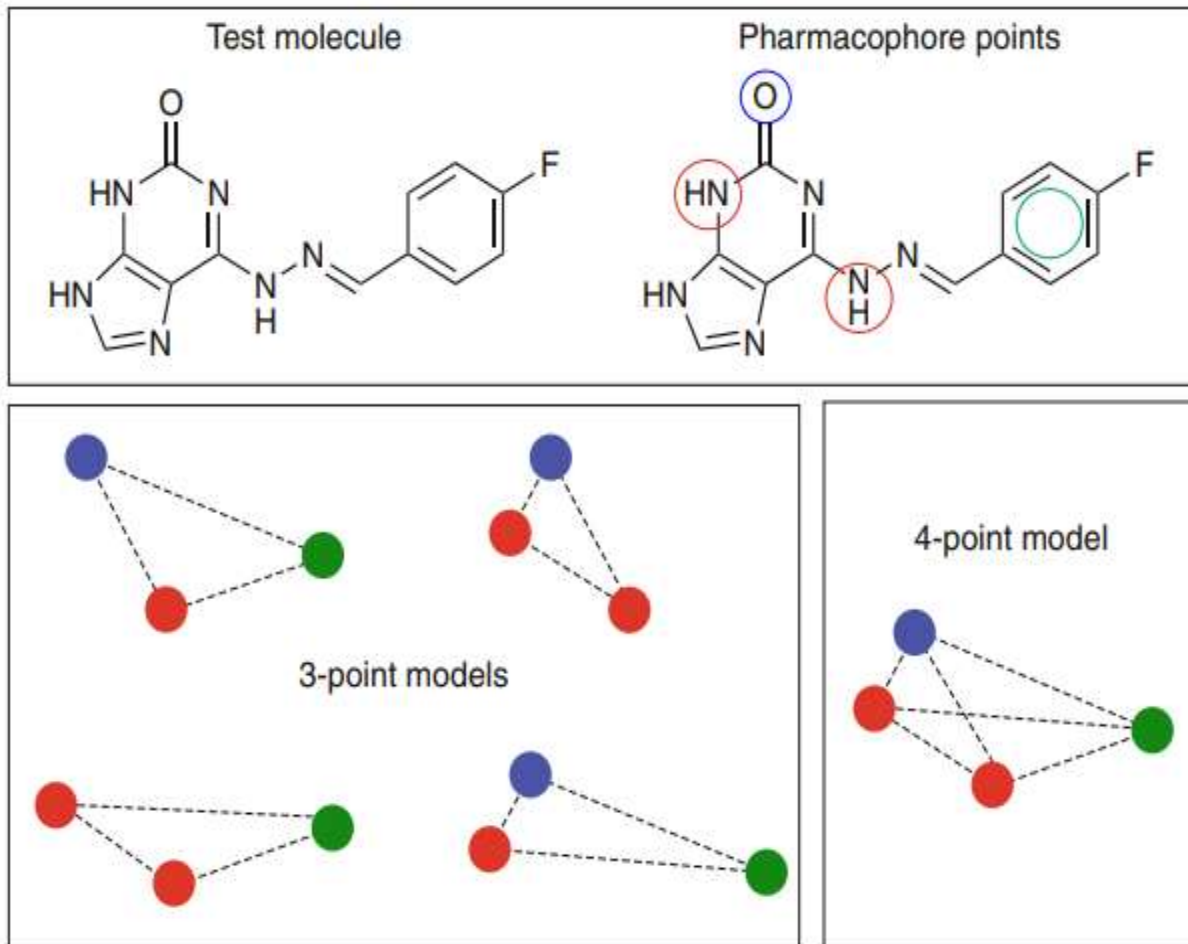 Test molecule
Pharmacophore points
O
HN
N
F
HN
N
N
N
H
O
HN
N
F
HN
N
N
N
H
3-point models
4-point model